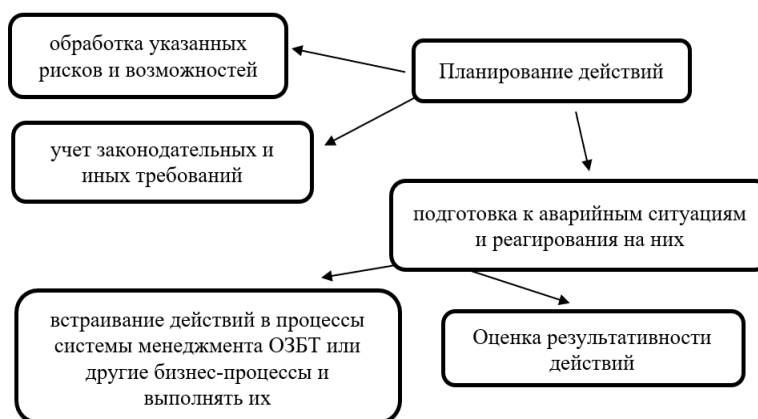 обработка указанных
рисков и возможностей
Планирование действий
учет законодательных и
иных требований
подготовка к аварийным ситуациям
и реагирования на них
встраивание действий в процессы
системы менеджмента ОЗБТ или
другие бизнес-процессы и
выполнять их
Оценка результативности
действий